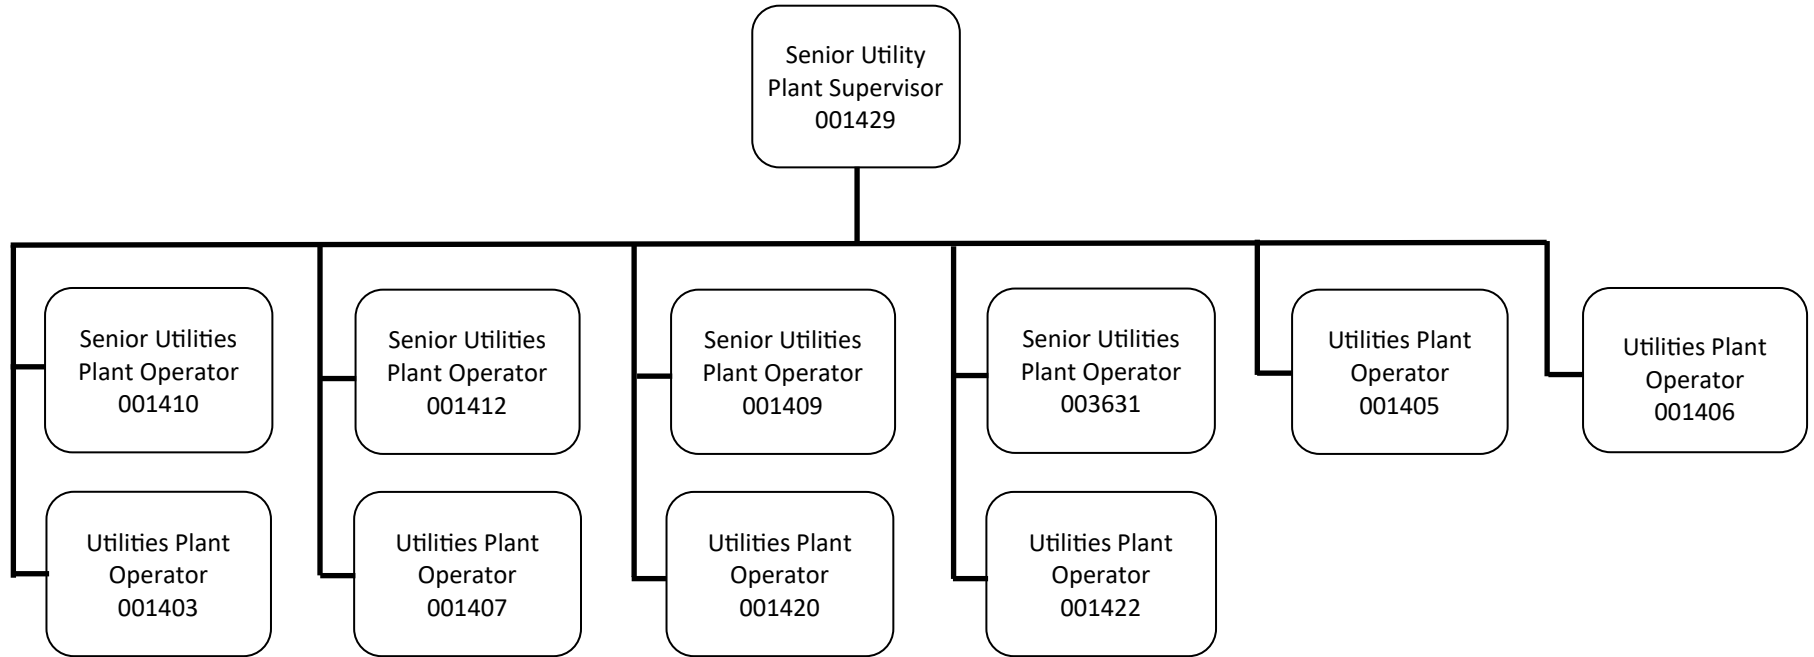 Senior Utility
Plant Supervisor
001429
Senior Utilities
Plant Operator
001410
Senior Utilities
Plant Operator
001412
Senior Utilities
Plant Operator
001409
Senior Utilities
Plant Operator
003631
Utilities Plant
Operator
001405
Utilities Plant
Operator
001406
Utilities Plant
Operator
001403
Utilities Plant
Operator
001407
Utilities Plant
Operator
001420
Utilities Plant
Operator
001422